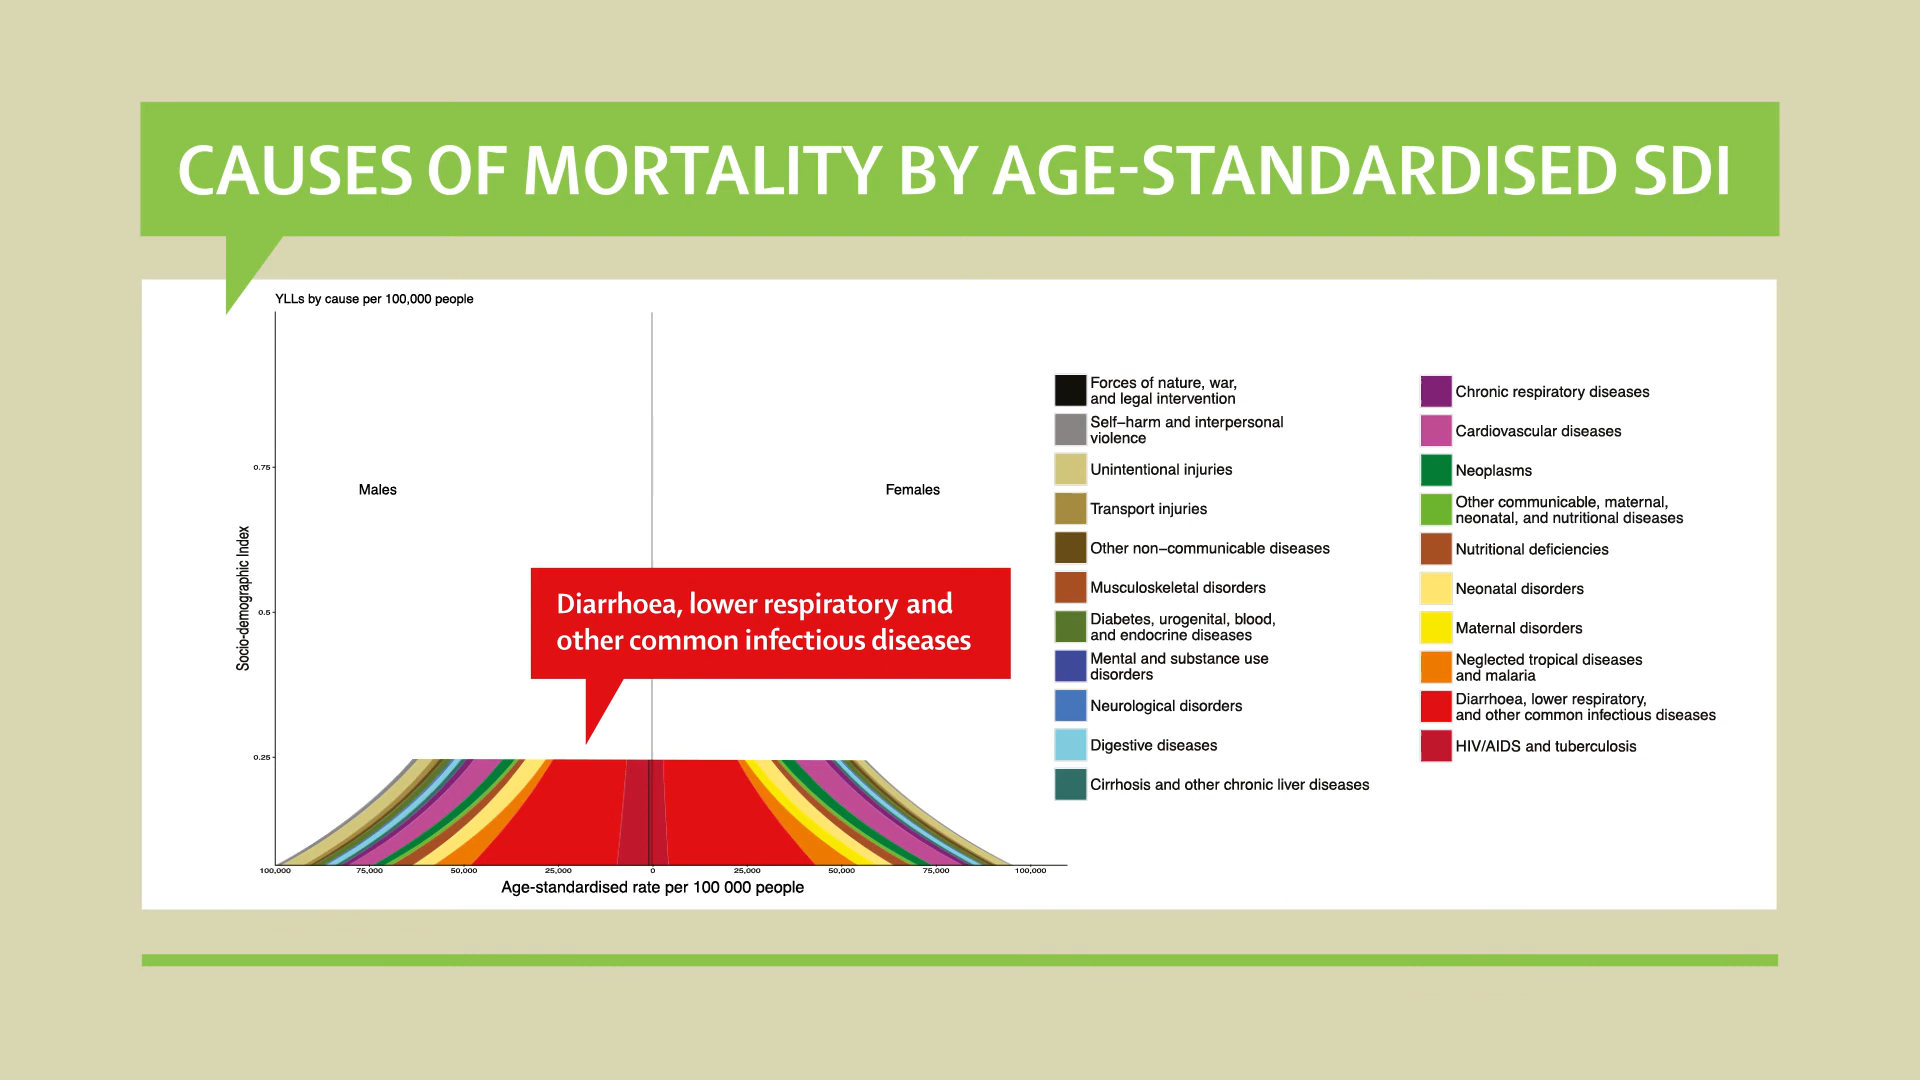 CAUSES OF MORTALITY BY AGE-STANDARDISED SDI
YLLs by cause per 100,000 people
0.75
0.5
0.25
Socio-demographic Index
Males
Females
Diarrhoea, lower respiratory and
other common infectious diseases
100,000 75,000 50,000 25,000 0 25,000 50,000 75,000 100,000
Age-standardised rate per 100 000 people
Forces of nature, war,
and legal intervention
Self–harm and interpersonal
violence
Unintentional injuries
Transport injuries
Other non–communicable diseases
Musculoskeletal disorders
Diabetes, urogenital, blood,
and endocrine diseases
Mental and substance use
disorders
Neurological disorders
Digestive diseases
Cirrhosis and other chronic liver diseases
Chronic respiratory diseases
Cardiovascular diseases
Neoplasms
Other communicable, maternal,
neonatal, and nutritional diseases
Nutritional deficiencies
Neonatal disorders
Maternal disorders
Neglected tropical diseases
and malaria
Diarrhoea, lower respiratory,
and other common infectious diseases
HIV/AIDS and tuberculosis